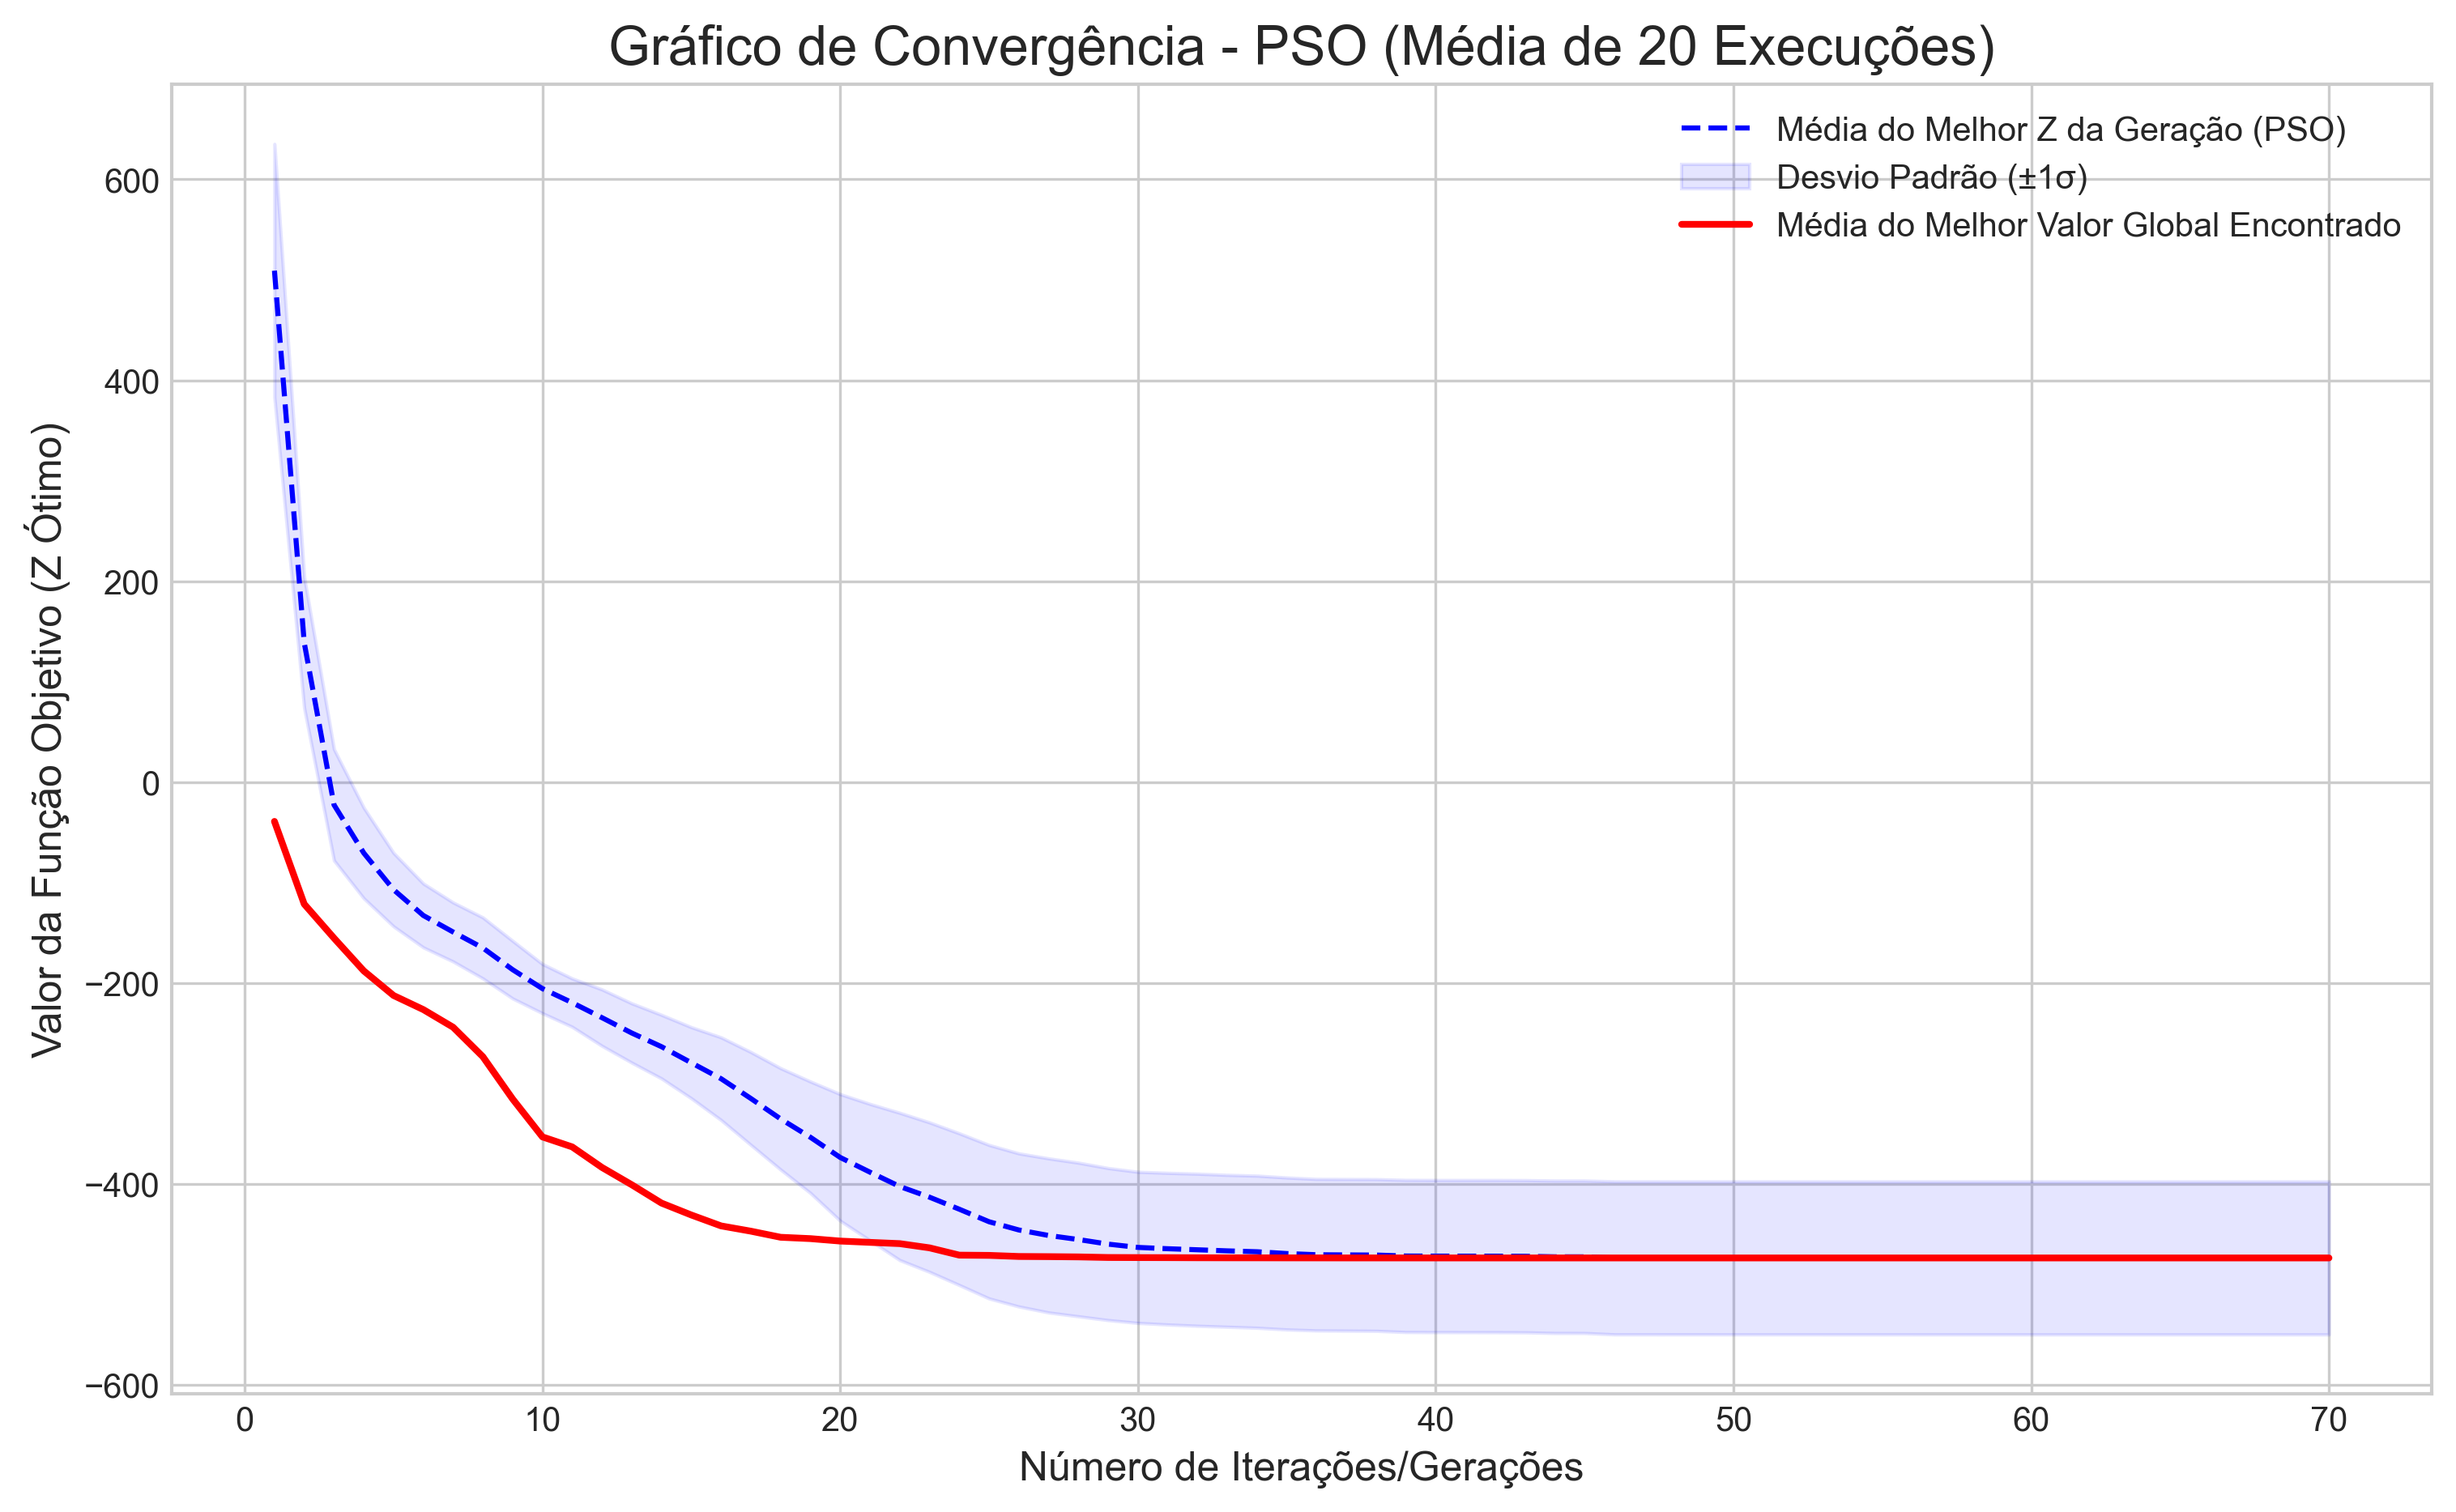 Gráfico de Convergência - PSO (Média de 20 Execuções)
Média do Melhor Z da Geração (PSO)
Desvio Padrão (±1σ)
Média do Melhor Valor Global Encontrado
Valor da Função Objetivo (Z Ótimo)
600
400
200
0
−200
−400
−600
0 10 20 30 40 50 60 70
Número de Iterações/Gerações